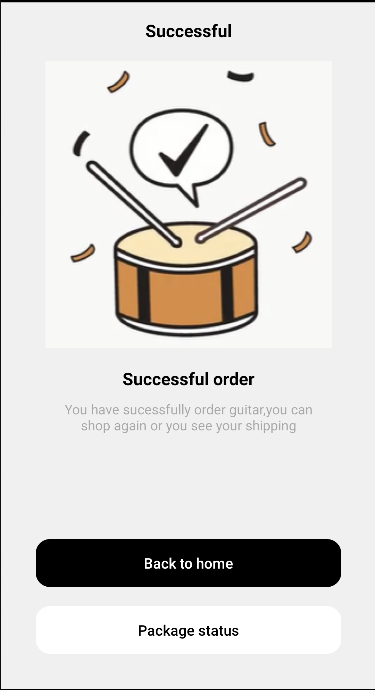 Successful
Successful order
You have sucessfully order guitar,you can
shop again or you see your shipping
Back to home
Package status